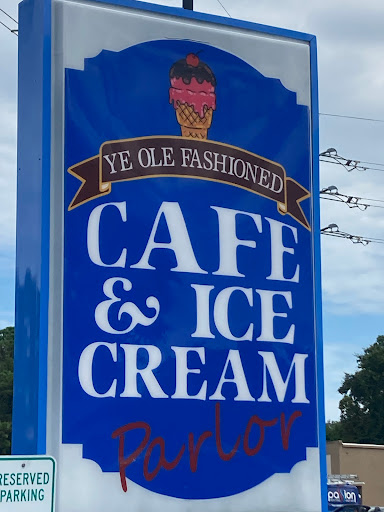 YE OLE FASHIONED
CAFE
& ICE
CREAM
Parlor
RESERVED
PARKING